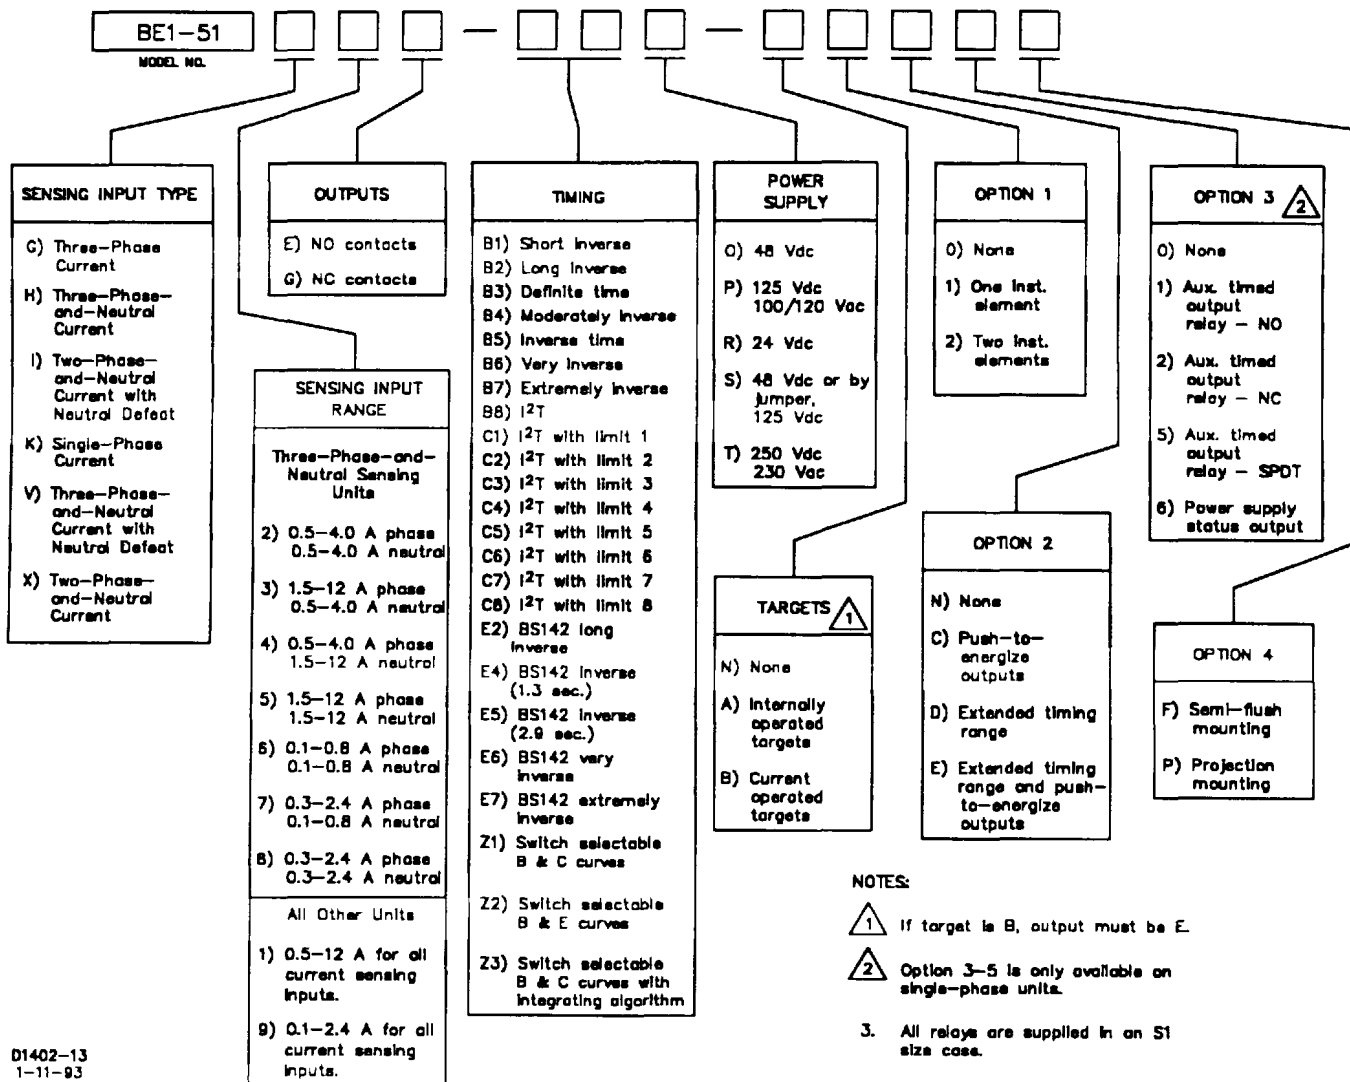 BE1-51
MODEL NO.
SENSING INPUT TYPE
G) Three-Phase
Current
H) Three-Phase-
and-Neutral
Current
I) Two-Phase-
and-Neutral
Current with
Neutral Defeat
K) Single-Phase
Current
V) Three-Phase-
and-Neutral
Current with
Neutral Defeat
X) Two-Phase-
and-Neutral
Current
OUTPUTS
E) NO contacts
G) NC contacts
SENSING INPUT
RANGE
Three-Phase-and-
Neutral Sensing
Units
2) 0.5-4.0 A phase
0.5-4.0 A neutral
3) 1.5-12 A phase
0.5-4.0 A neutral
4) 0.5-4.0 A phase
1.5-12 A neutral
5) 1.5-12 A phase
1.5-12 A neutral
6) 0.1-0.8 A phase
0.1-0.8 A neutral
7) 0.3-2.4 A phase
0.1-0.8 A neutral
8) 0.3-2.4 A phase
0.3-2.4 A neutral
All Other Units
1) 0.5-12 A for all
current sensing
inputs.
9) 0.1-2.4 A for all
current sensing
inputs.
TIMING
B1) Short inverse
B2) Long inverse
B3) Definite time
B4) Moderately inverse
B5) Inverse time
B6) Very inverse
B7) Extremely inverse
B8) I²T
C1) I²T with limit 1
C2) I²T with limit 2
C3) I²T with limit 3
C4) I²T with limit 4
C5) I²T with limit 5
C6) I²T with limit 6
C7) I²T with limit 7
C8) I²T with limit 8
E2) BS142 long
inverse
E4) BS142 inverse
(1.3 sec.)
E5) BS142 inverse
(2.9 sec.)
E6) BS142 very
inverse
E7) BS142 extremely
inverse
Z1) Switch selectable
B & C curves
Z2) Switch selectable
B & E curves
Z3) Switch selectable
B & C curves with
integrating algorithm
POWER
SUPPLY
O) 48 Vdc
P) 125 Vdc
100/120 Vac
R) 24 Vdc
S) 48 Vdc or by
jumper,
125 Vdc
T) 250 Vdc
230 Vac
TARGETS 1
N) None
A) Internally
operated
targets
B) Current
operated
targets
OPTION 1
0) None
1) One inst.
element
2) Two inst.
elements
OPTION 2
N) None
C) Push-to-
energize
outputs
D) Extended timing
range
E) Extended timing
range and push-
to-energize
outputs
OPTION 3 2
0) None
1) Aux. timed
output
relay - NO
2) Aux. timed
output
relay - NC
5) Aux. timed
output
relay - SPDT
6) Power supply
status output
OPTION 4
F) Semi-flush
mounting
P) Projection
mounting
NOTES:
1 If target is B, output must be E.
2 Option 3-5 is only available on
single-phase units.
3. All relays are supplied in an S1
size case.
D1402-13
1-11-93